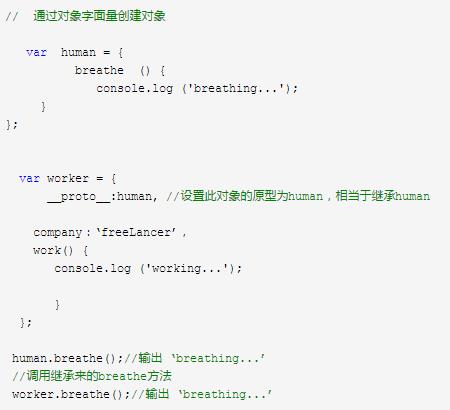 //  通过对象字面量创建对象
var  human = {
breathe  () {
console.log ('breathing...');
}
};
var worker = {
__proto__:human, //设置此对象的原型为human，相当于继承human
company：‘freeLancer’，
work() {
console.log ('working...');
}
};
human.breathe();//输出 ‘breathing...’
//调用继承来的breathe方法
worker.breathe();//输出 ‘breathing...’